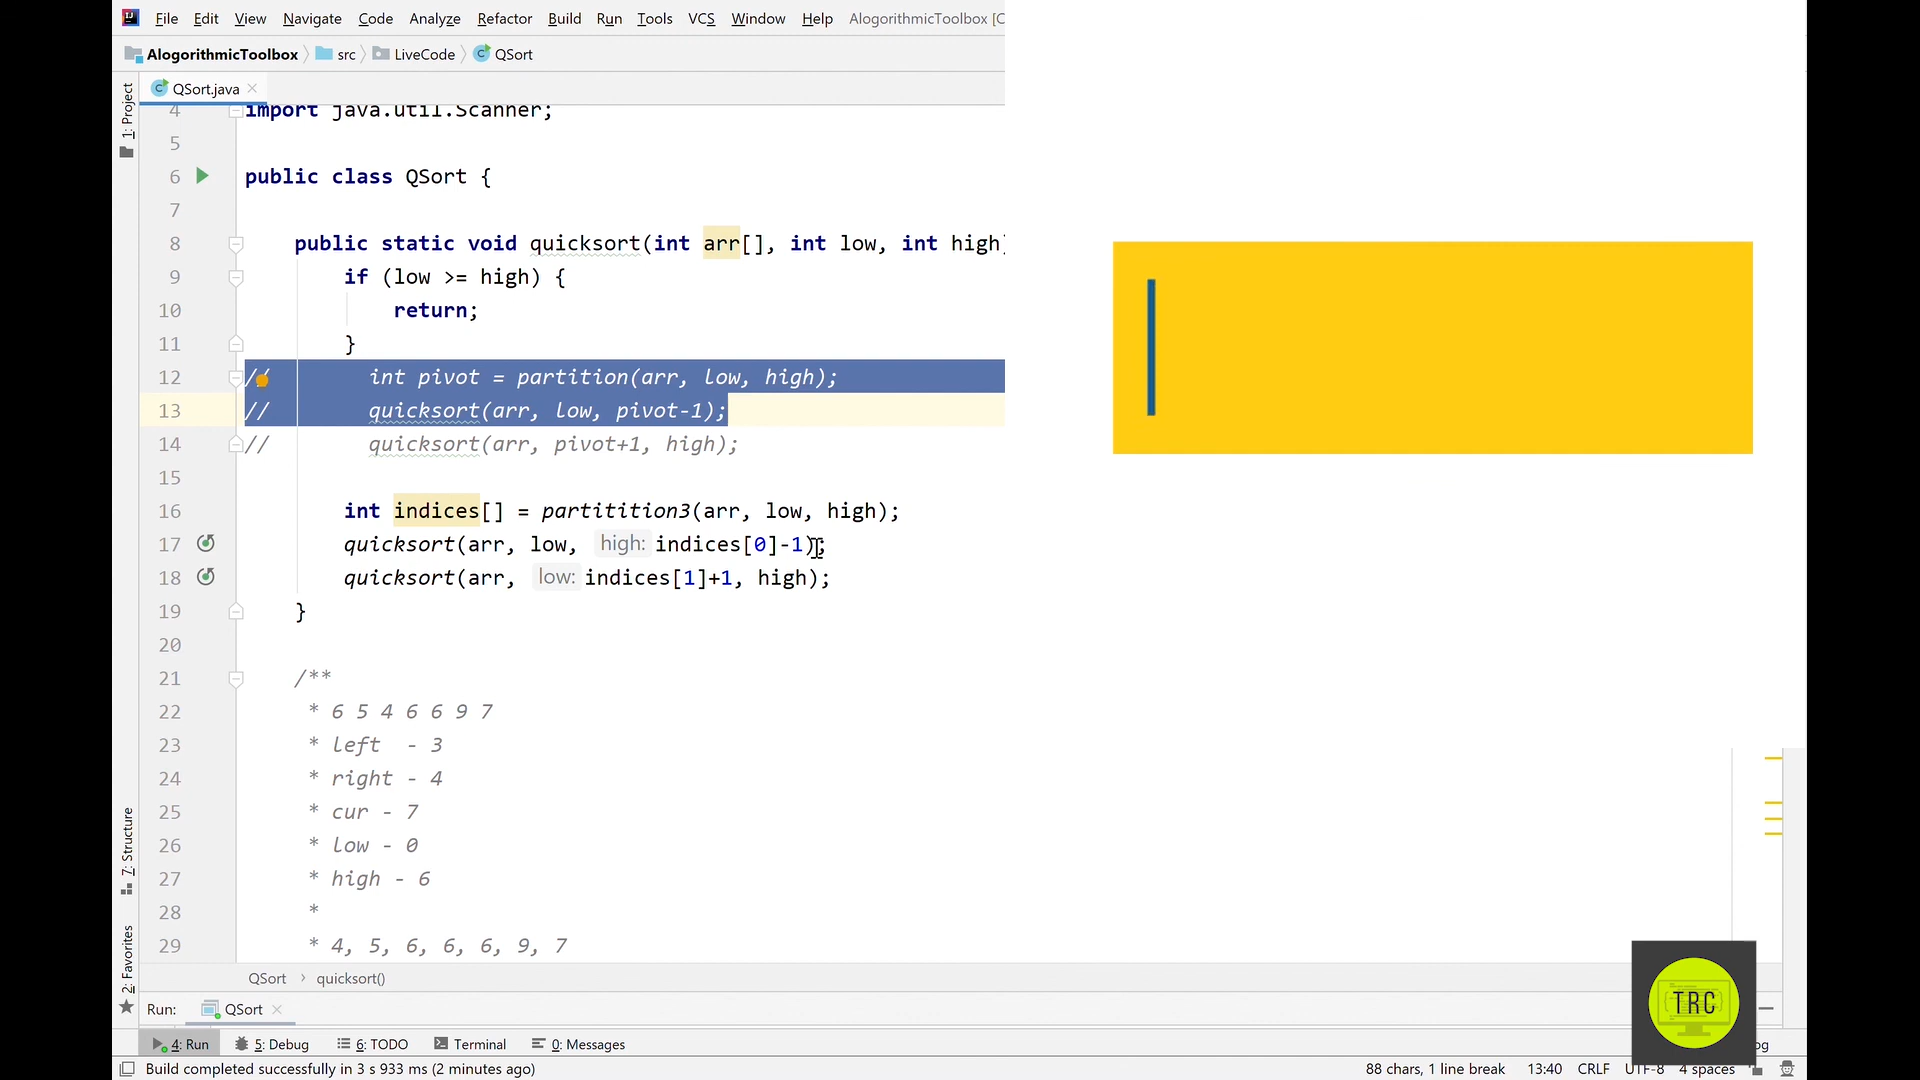 File Edit View Navigate Code Analyze Refactor Build Run Tools VCS Window Help AlogorithmicToolbox [C
AlogorithmicToolbox src LiveCode QSort
QSort.java
1: Project
4 import java.util.Scanner;
5
6 public class QSort {
7
8 public static void quicksort(int arr[], int low, int high)
9 if (low >= high) {
10 return;
11 }
12 // int pivot = partition(arr, low, high);
13 // quicksort(arr, low, pivot-1);
14 // quicksort(arr, pivot+1, high);
15
16 int indices[] = partitition3(arr, low, high);
17 quicksort(arr, low, high: indices[0]-1);
18 quicksort(arr, low: indices[1]+1, high);
19 }
20
21 /**
22 * 6 5 4 6 6 9 7
23 * left - 3
24 * right - 4
25 * cur - 7
26 * low - 0
27 * high - 6
28 *
29 * 4, 5, 6, 6, 6, 9, 7
7: Structure
2: Favorites
QSort quicksort()
Run: QSort
TRC
4: Run 5: Debug 6: TODO Terminal 0: Messages og
Build completed successfully in 3 s 933 ms (2 minutes ago) 88 chars, 1 line break 13:40 CRLF UTF-8 4 spaces